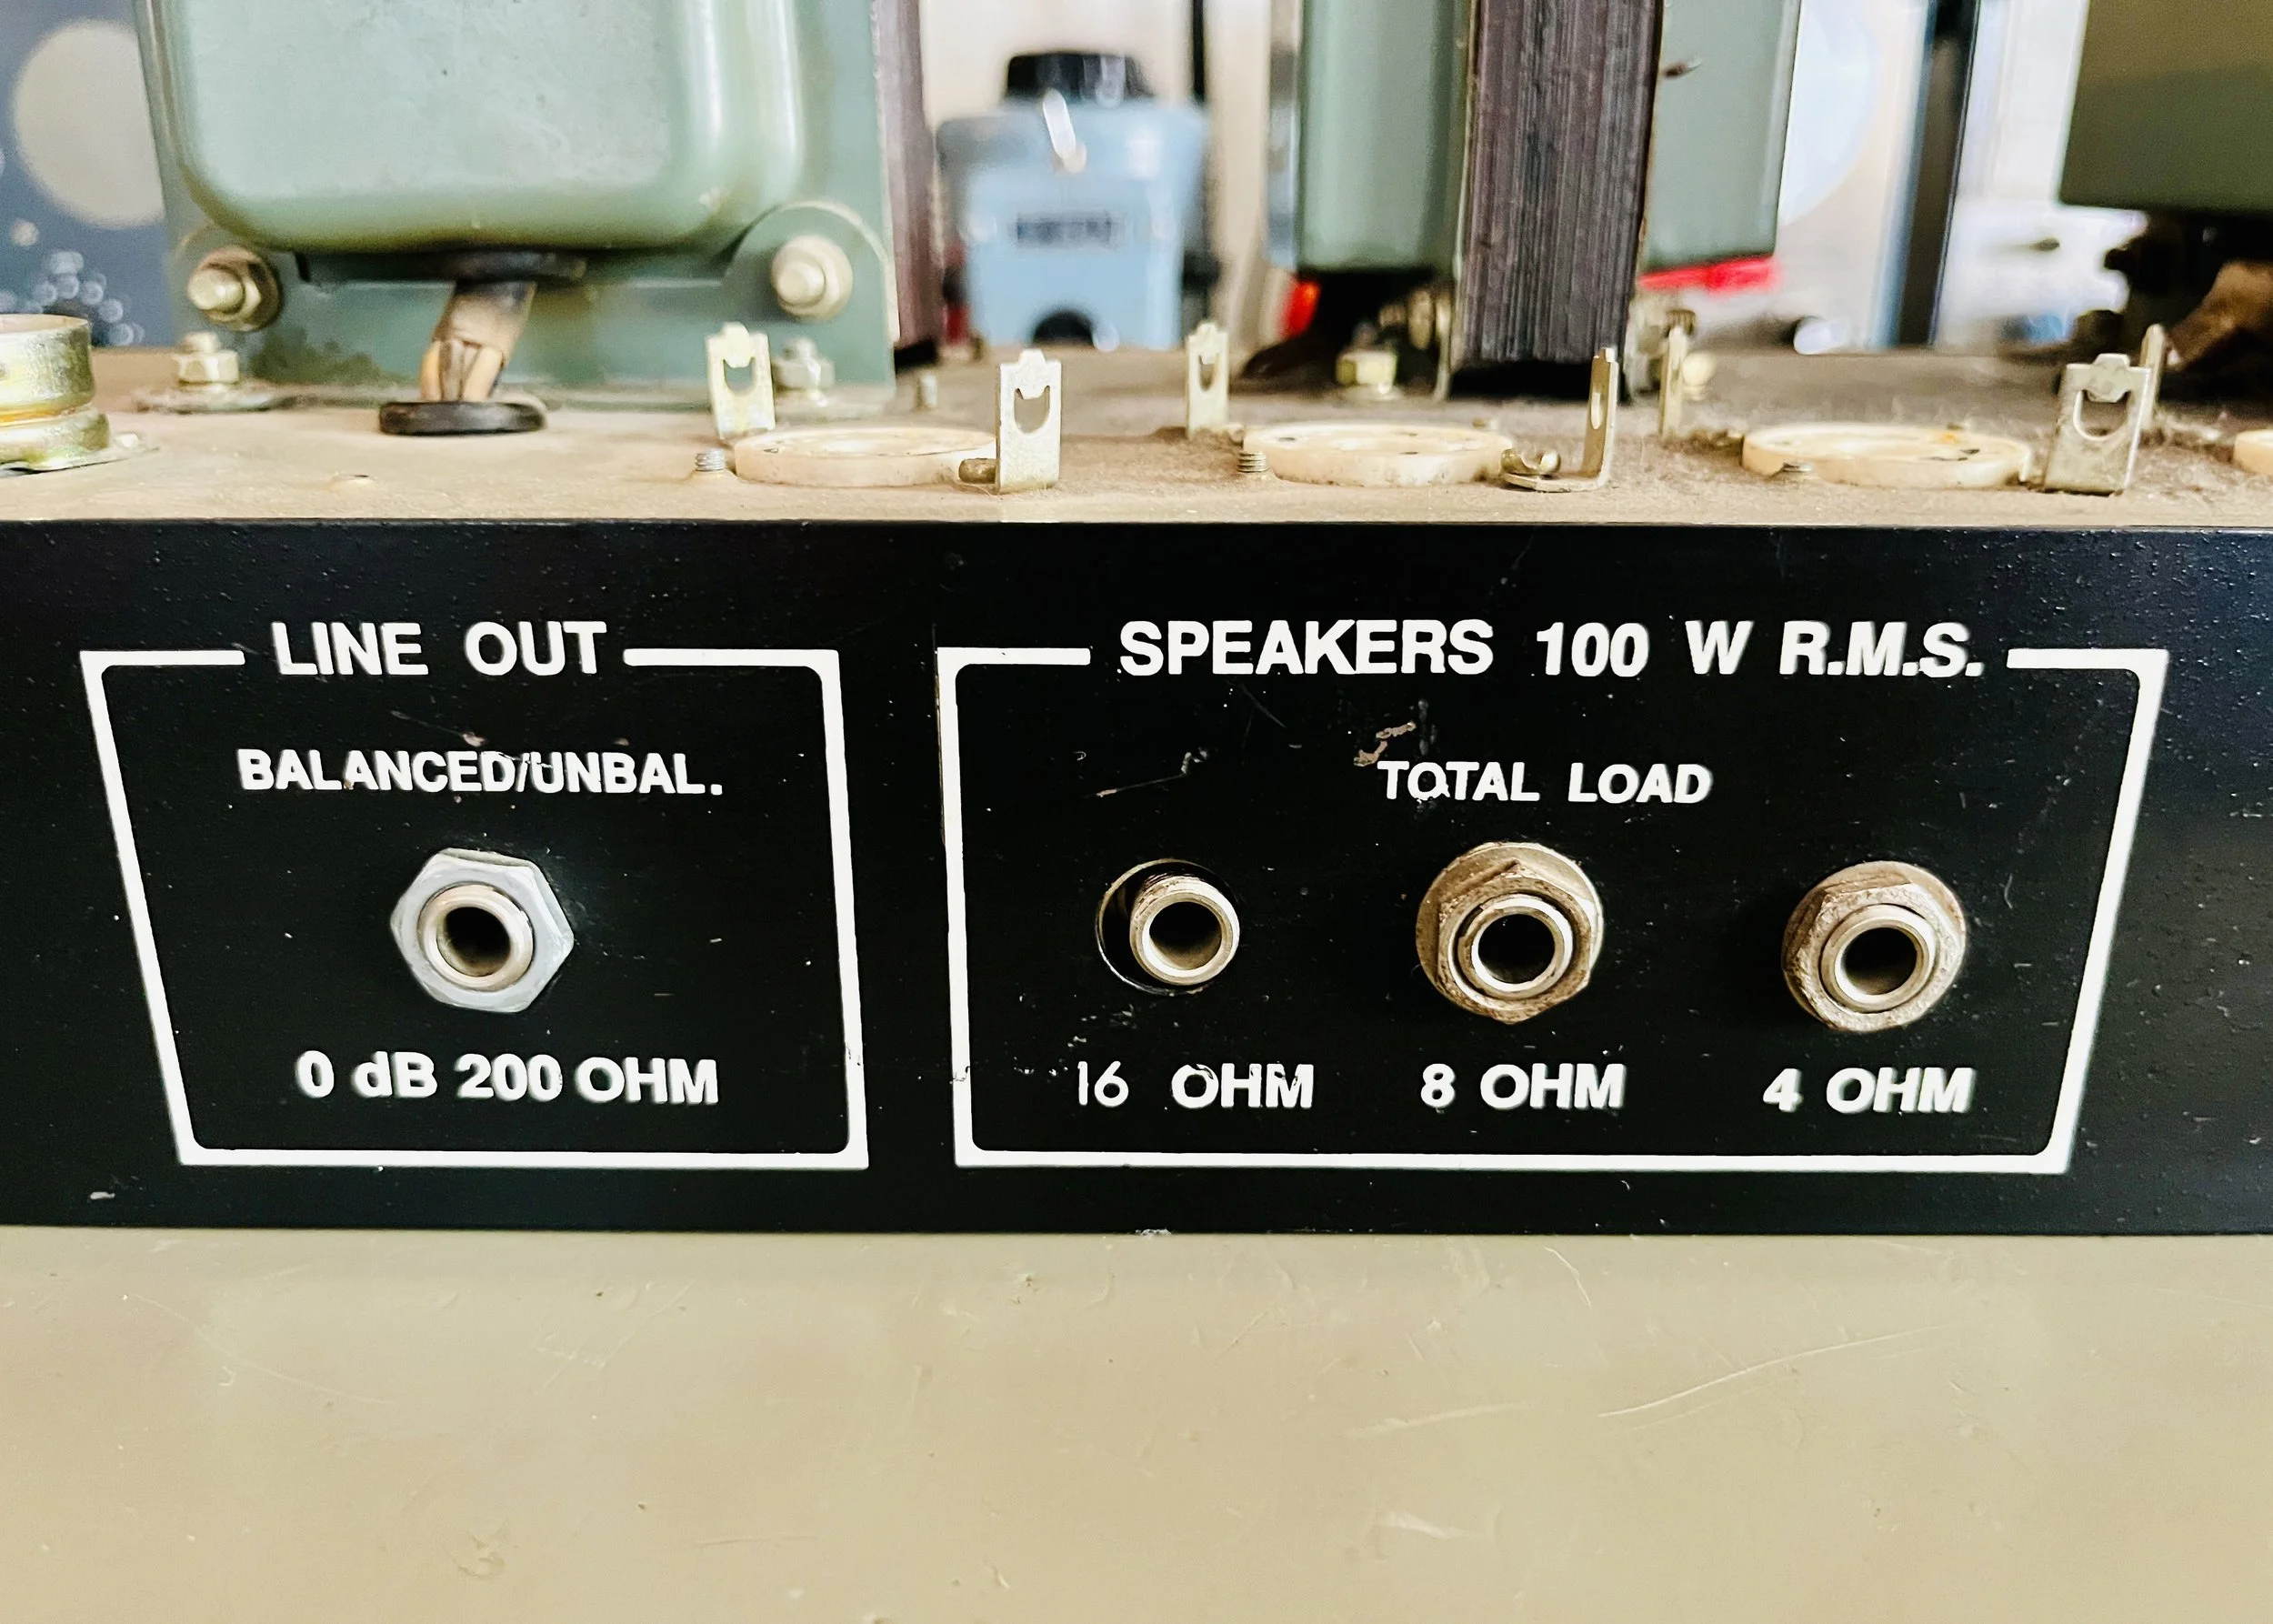 LINE OUT
BALANCED/UNBAL.
0 dB 200 OHM
SPEAKERS 100 W R.M.S.
TOTAL LOAD
16 OHM 8 OHM 4 OHM